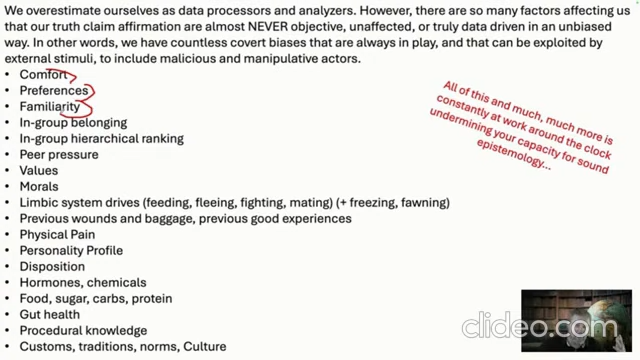 We overestimate ourselves as data processors and analyzers. However, there are so many factors affecting us
that our truth claim affirmation are almost NEVER objective, unaffected, or truly data driven in an unbiased
way. In other words, we have countless covert biases that are always in play, and that can be exploited by
external stimuli, to include malicious and manipulative actors.
• Comfort
• Preferences
• Familiarity
• In-group belonging
• In-group hierarchical ranking
• Peer pressure
• Values
• Morals
• Limbic system drives (feeding, fleeing, fighting, mating) (+ freezing, fawning)
• Previous wounds and baggage, previous good experiences
• Physical Pain
• Personality Profile
• Disposition
• Hormones, chemicals
• Food, sugar, carbs, protein
• Gut health
• Procedural knowledge
• Customs, traditions, norms, Culture
All of this and much, much more is
constantly at work around the clock
undermining your capacity for sound
epistemology...
clideo.com